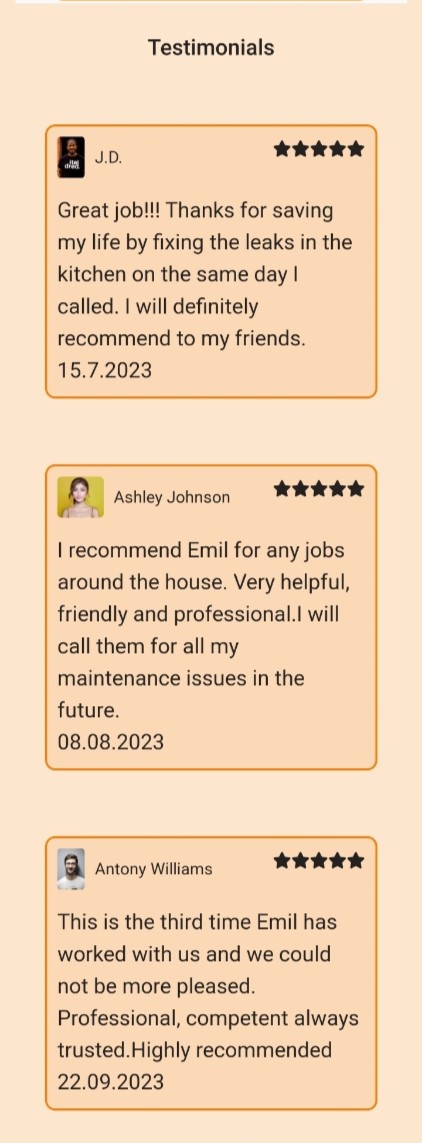 Testimonials
J.D.
Great job!!! Thanks for saving
my life by fixing the leaks in the
kitchen on the same day I
called. I will definitely
recommend to my friends.
15.7.2023
Ashley Johnson
I recommend Emil for any jobs
around the house. Very helpful,
friendly and professional.I will
call them for all my
maintenance issues in the
future.
08.08.2023
Antony Williams
This is the third time Emil has
worked with us and we could
not be more pleased.
Professional, competent always
trusted.Highly recommended
22.09.2023